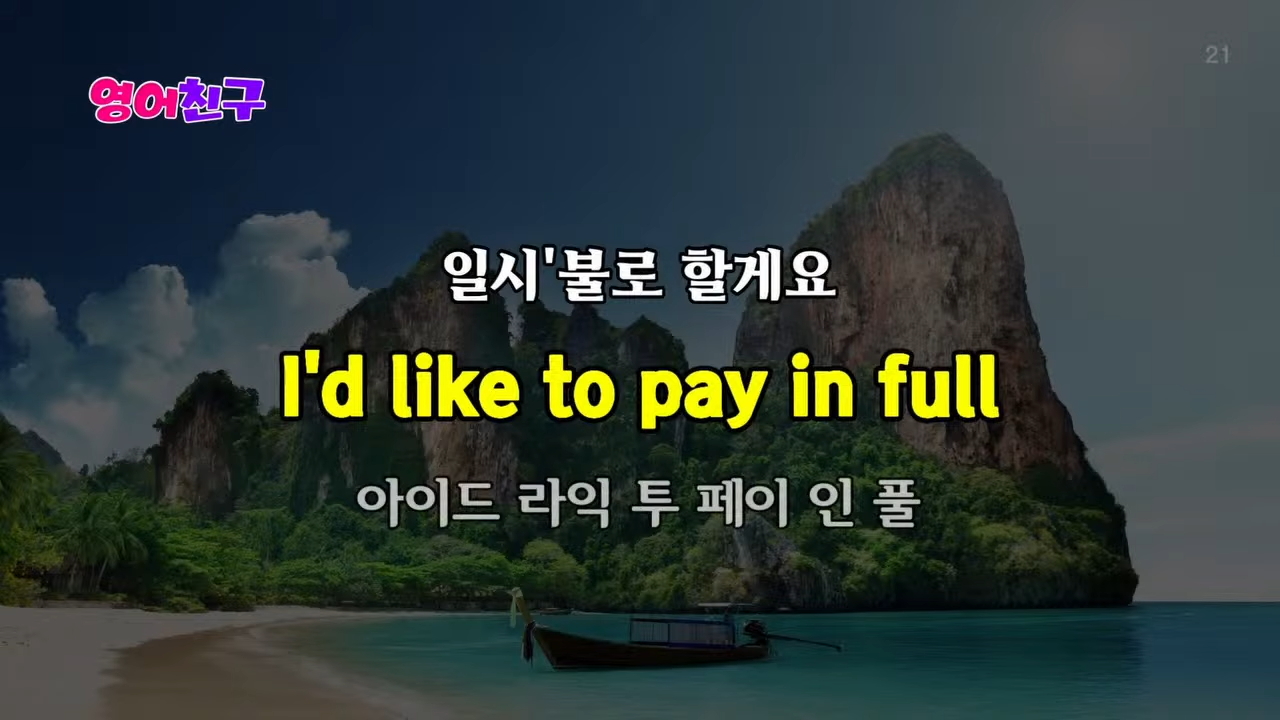 21
영어친구
일시'불로 할게요
I'd like to pay in full
아이드 라익 투 페이 인 풀